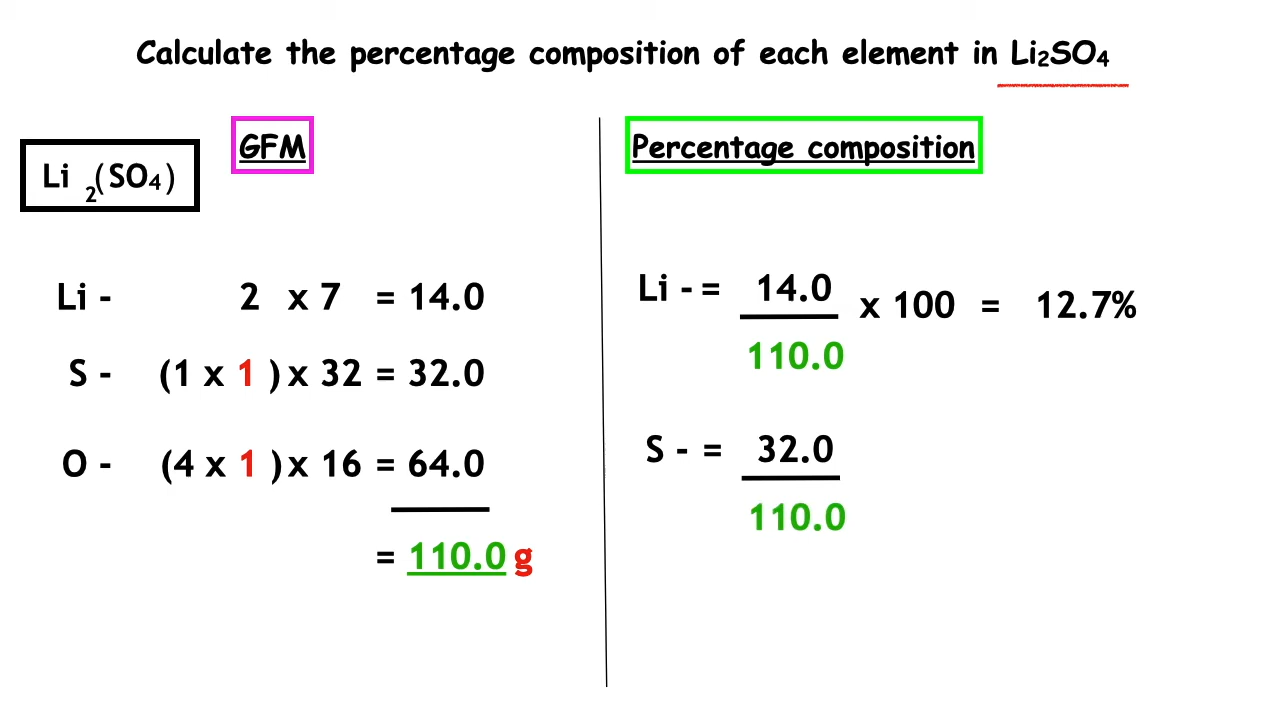 Calculate the percentage composition of each element in Li₂SO₄
GFM
Li ₂(SO₄)
Li - 2 x 7 = 14.0
S - (1 x 1 ) x 32 = 32.0
O - (4 x 1 ) x 16 = 64.0
= 110.0 g
Percentage composition
Li - = 14.0 x 100 = 12.7%
110.0
S - = 32.0
110.0